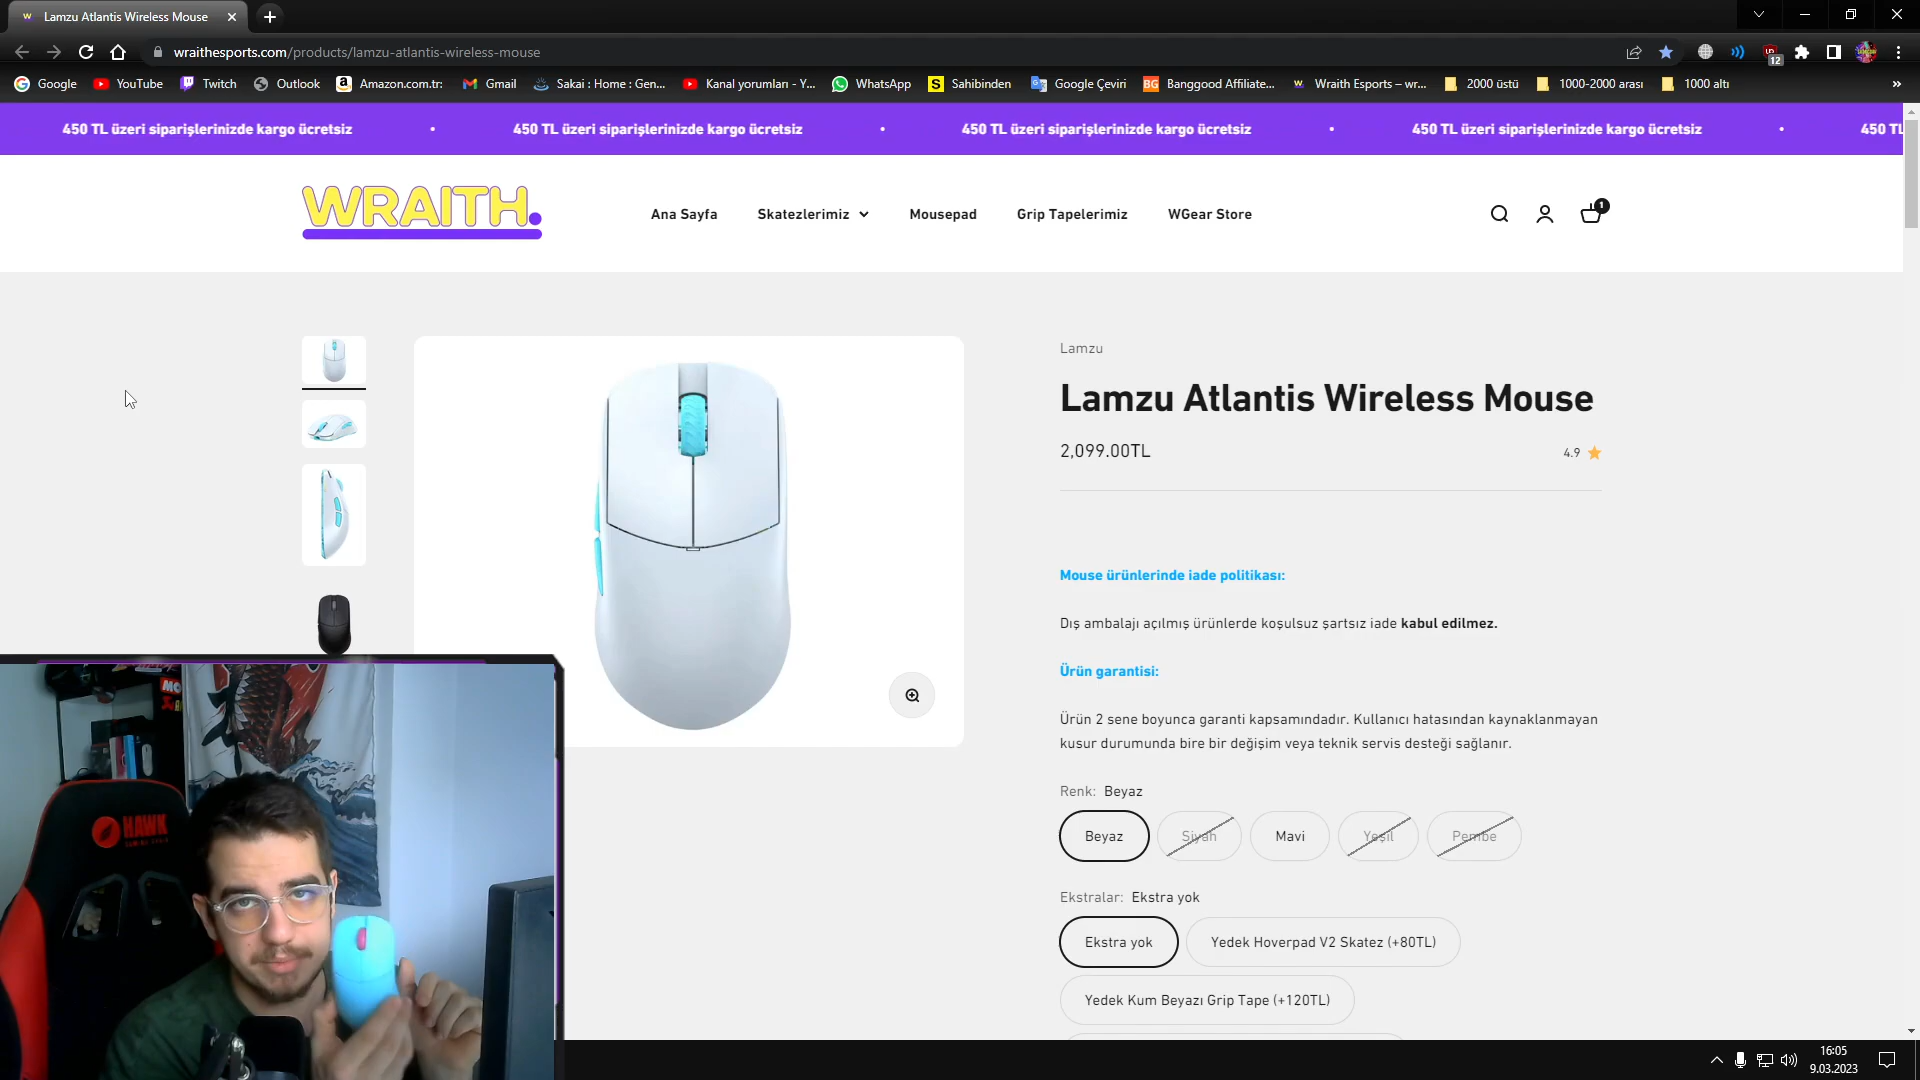 Lamzu Atlantis Wireless Mouse
wraithesports.com/products/lamzu-atlantis-wireless-mouse
12
Google YouTube Twitch Outlook Amazon.com.tr: Gmail Sakai : Home : Gen... Kanal yorumları - Y... WhatsApp Sahibinden Google Çeviri Banggood Affiliate... Wraith Esports – wr... 2000 üstü 1000-2000 arası 1000 altı »
450 TL üzeri siparişlerinizde kargo ücretsiz • 450 TL üzeri siparişlerinizde kargo ücretsiz • 450 TL üzeri siparişlerinizde kargo ücretsiz • 450 TL üzeri siparişlerinizde kargo ücretsiz • 450 TL
WRAITH.
Ana Sayfa Skatezlerimiz Mousepad Grip Tapelerimiz WGear Store
1
Lamzu
Lamzu Atlantis Wireless Mouse
2,099.00TL
4.9
Mouse ürünlerinde iade politikası:
Dış ambalajı açılmış ürünlerde koşulsuz şartsız iade kabul edilmez.
Ürün garantisi:
Ürün 2 sene boyunca garanti kapsamındadır. Kullanıcı hatasından kaynaklanmayan
kusur durumunda bire bir değişim veya teknik servis desteği sağlanır.
Renk: Beyaz
Beyaz Siyah Mavi Yeşil Pembe
Ekstralar: Ekstra yok
Ekstra yok Yedek Hoverpad V2 Skatez (+80TL)
Yedek Kum Beyazı Grip Tape (+120TL)
HAWK
16:05
9.03.2023